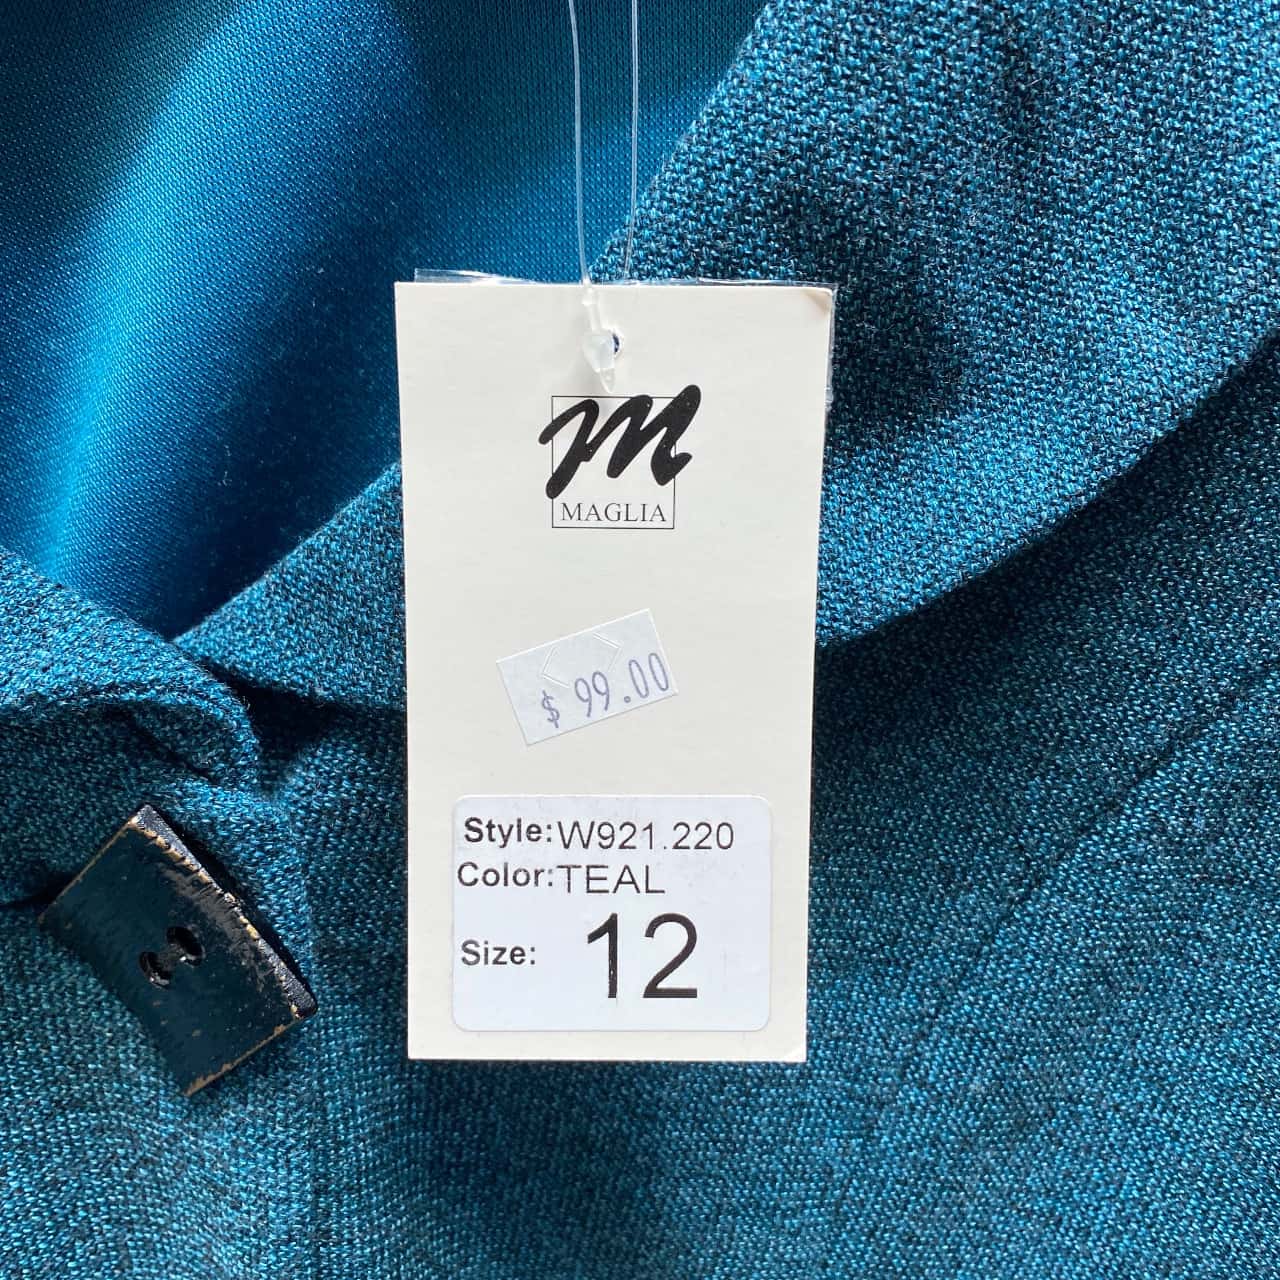 M
MAGLIA
$ 99.00
Style: W921.220
Color: TEAL
Size: 12